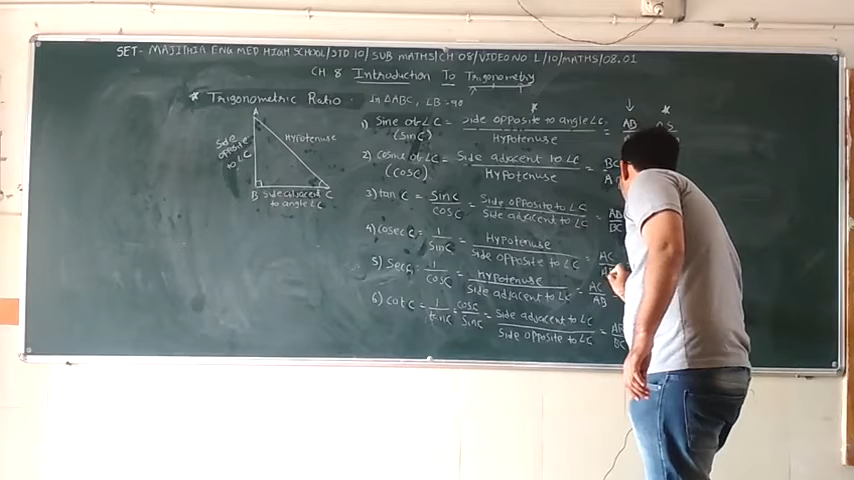 SET- MAJITHIA ENG MED HIGH SCHOOL/STD 10/SUB MATHS/CH 08/VIDEO NO 1/10/MATHS/08.01
CH 8 Introduction To Trigonometry
* Trigonometric Ratio. In △ABC, ∠B = 90
A
Side opposite to ∠C
Hypotenuse
B Side adjacent C
to angle ∠C
1) Sine of ∠C = Side opposite to angle ∠C / Hypotenuse = AB
(sin C)
2) Cosine of ∠C = Side adjacent to ∠C / Hypotenuse = BC / A
(cos C)
3) tan C = sin C / cos C = Side opposite to ∠C / Side adjacent to ∠C = AB / BC
4) Cosec C = 1 / sin C = Hypotenuse / Side opposite to ∠C = AC
5) Sec C = 1 / cos C = Hypotenuse / Side adjacent to ∠C = AC / AB
6) Cot C = 1 / tan C = cos C / sin C = Side adjacent to ∠C / Side opposite to ∠C = AB / BC